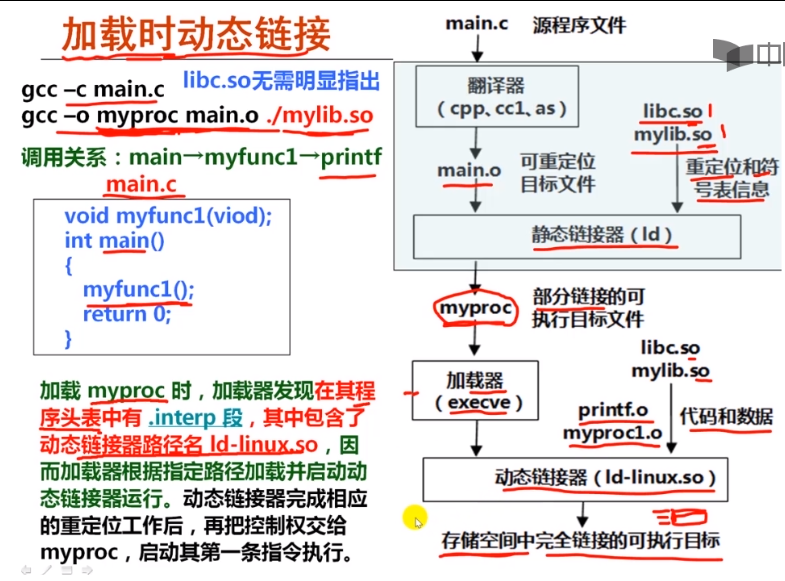 加载时动态链接
gcc –c main.c
libc.so无需明显指出
gcc –o myproc main.o ./mylib.so
调用关系：main→myfunc1→printf
main.c
void myfunc1(viod);
int main()
{
myfunc1();
return 0;
}
加载 myproc 时，加载器发现在其程
序头表中有 .interp 段，其中包含了
动态链接器路径名 ld-linux.so，因
而加载器根据指定路径加载并启动动
态链接器运行。动态链接器完成相应
的重定位工作后，再把控制权交给
myproc，启动其第一条指令执行。
main.c 源程序文件
翻译器
（cpp、cc1、as）
libc.so
mylib.so
main.o
可重定位
目标文件
重定位和符
号表信息
静态链接器（ld）
myproc
部分链接的可
执行目标文件
libc.so
mylib.so
加载器
（execve）
printf.o
myproc1.o
代码和数据
动态链接器（ld-linux.so）
存储空间中完全链接的可执行目标